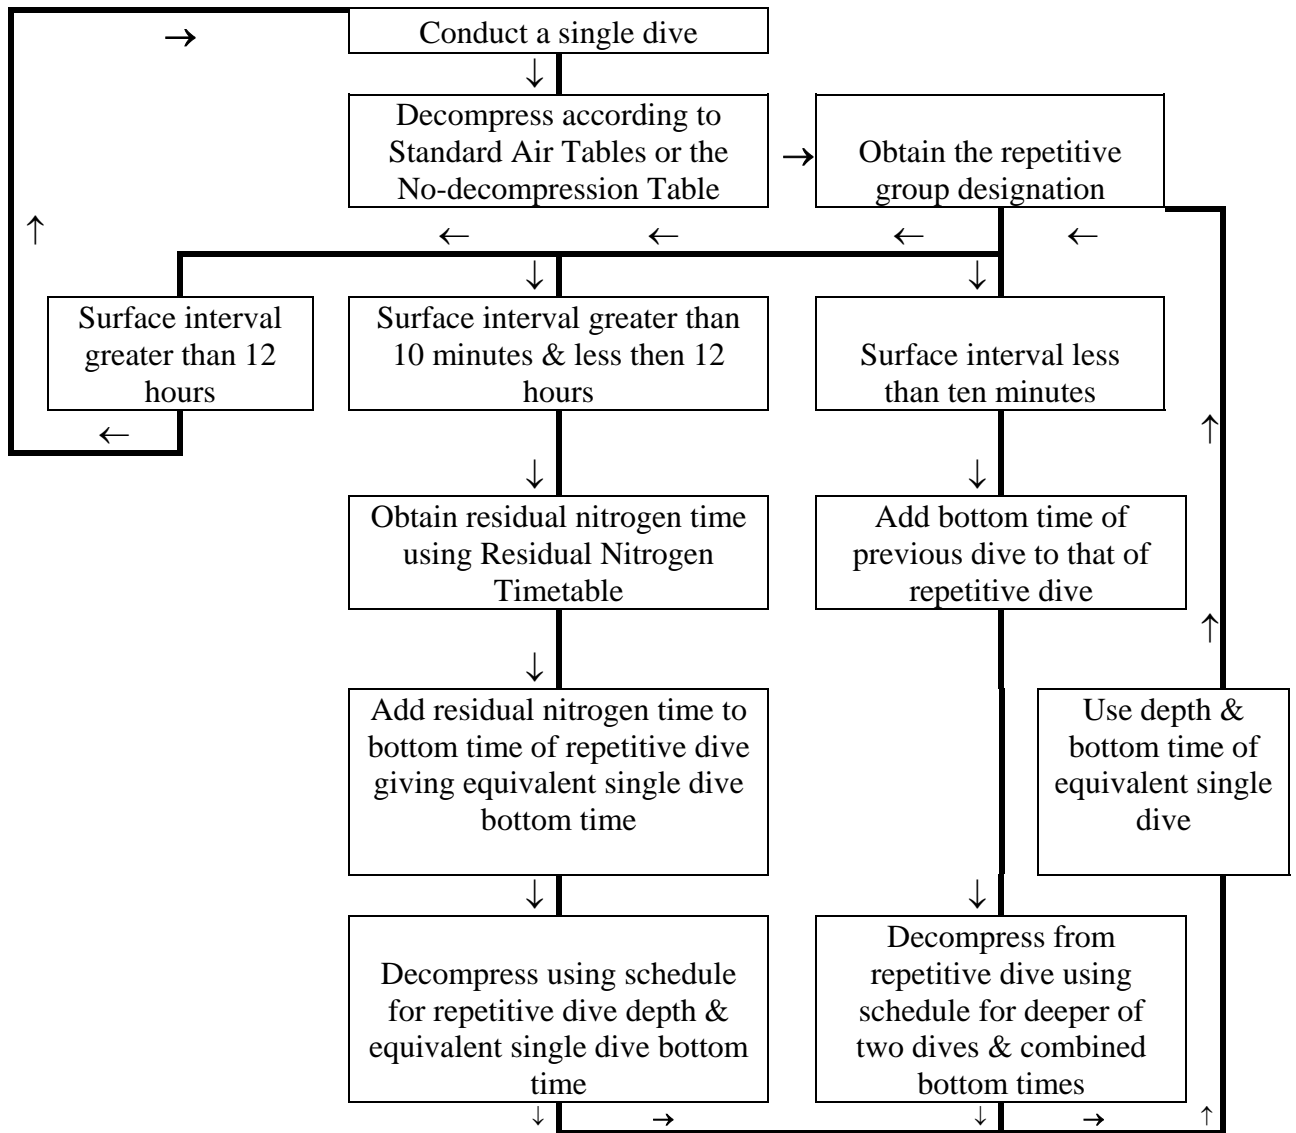 →
Conduct a single dive
↓
Decompress according to
Standard Air Tables or the
No-decompression Table
→
Obtain the repetitive
group designation
↑
← ← ← ←
↓ ↓
Surface interval
greater than 12
hours
Surface interval greater than
10 minutes & less then 12
hours
Surface interval less
than ten minutes
← ↑
↓ ↓
Obtain residual nitrogen time
using Residual Nitrogen
Timetable
Add bottom time of
previous dive to that of
repetitive dive
↑
↓
Add residual nitrogen time to
bottom time of repetitive dive
giving equivalent single dive
bottom time
Use depth &
bottom time of
equivalent single
dive
↓ ↓
Decompress using schedule
for repetitive dive depth &
equivalent single dive bottom
time
Decompress from
repetitive dive using
schedule for deeper of
two dives & combined
bottom times
↓ → ↓ → ↑